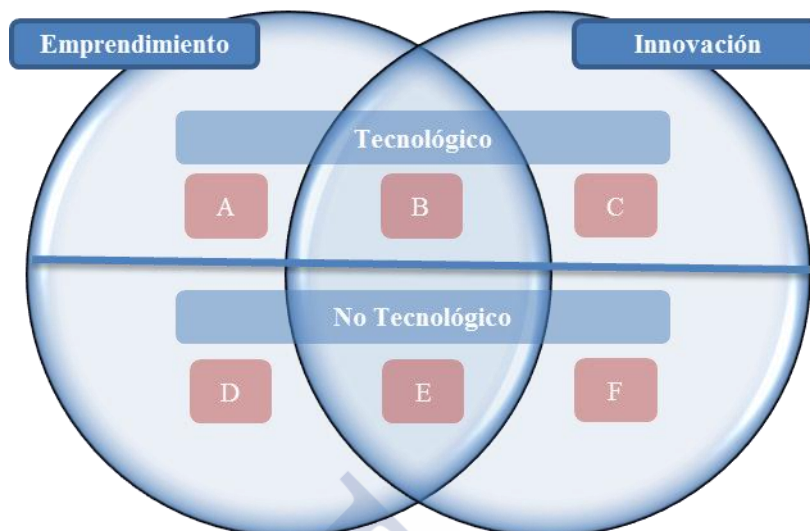 Emprendimiento
Innovación
Tecnológico
A
B
C
No Tecnológico
D
E
F